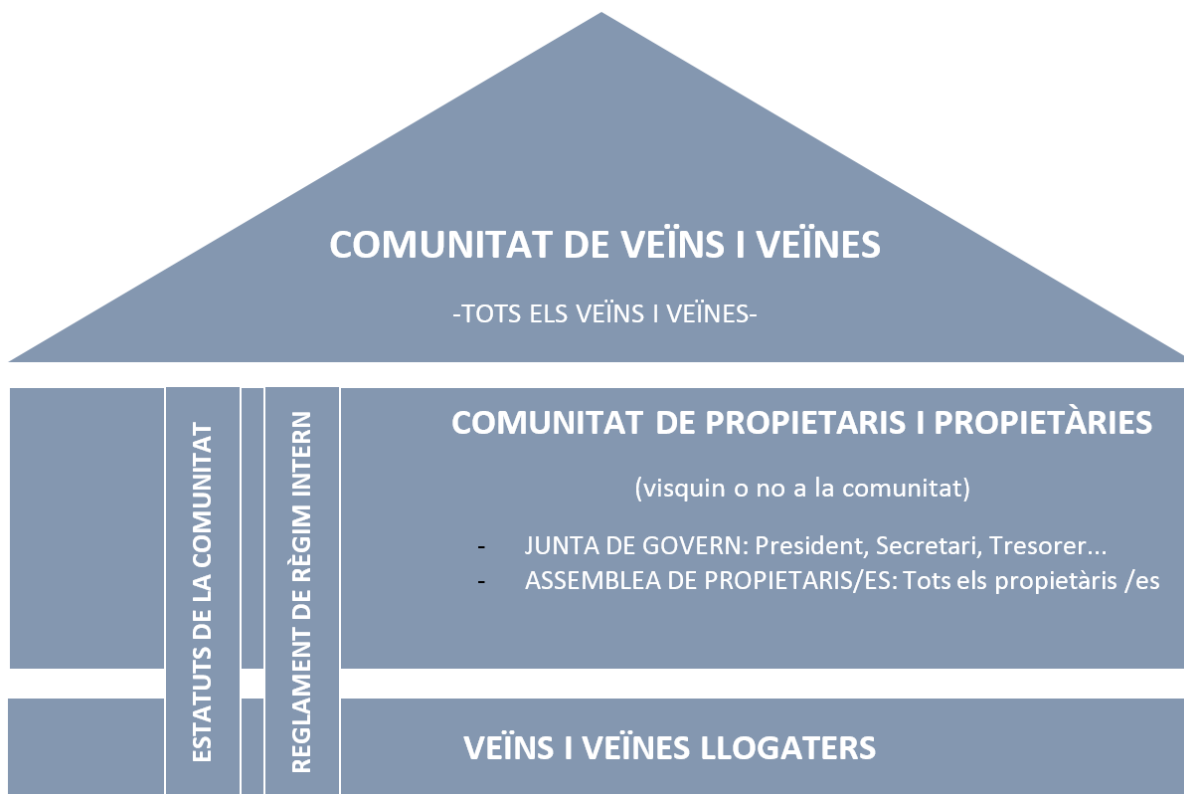 COMUNITAT DE VEÏNS I VEÏNES
-TOTS ELS VEÏNS I VEÏNES-
ESTATUTS DE LA COMUNITAT
REGLAMENT DE RÈGIM INTERN
COMUNITAT DE PROPIETARIS I PROPIETÀRIES
(visquin o no a la comunitat)
- JUNTA DE GOVERN: President, Secretari, Tresorer...
- ASSEMBLEA DE PROPIETARIS/ES: Tots els propietàris /es
VEÏNS I VEÏNES LLOGATERS